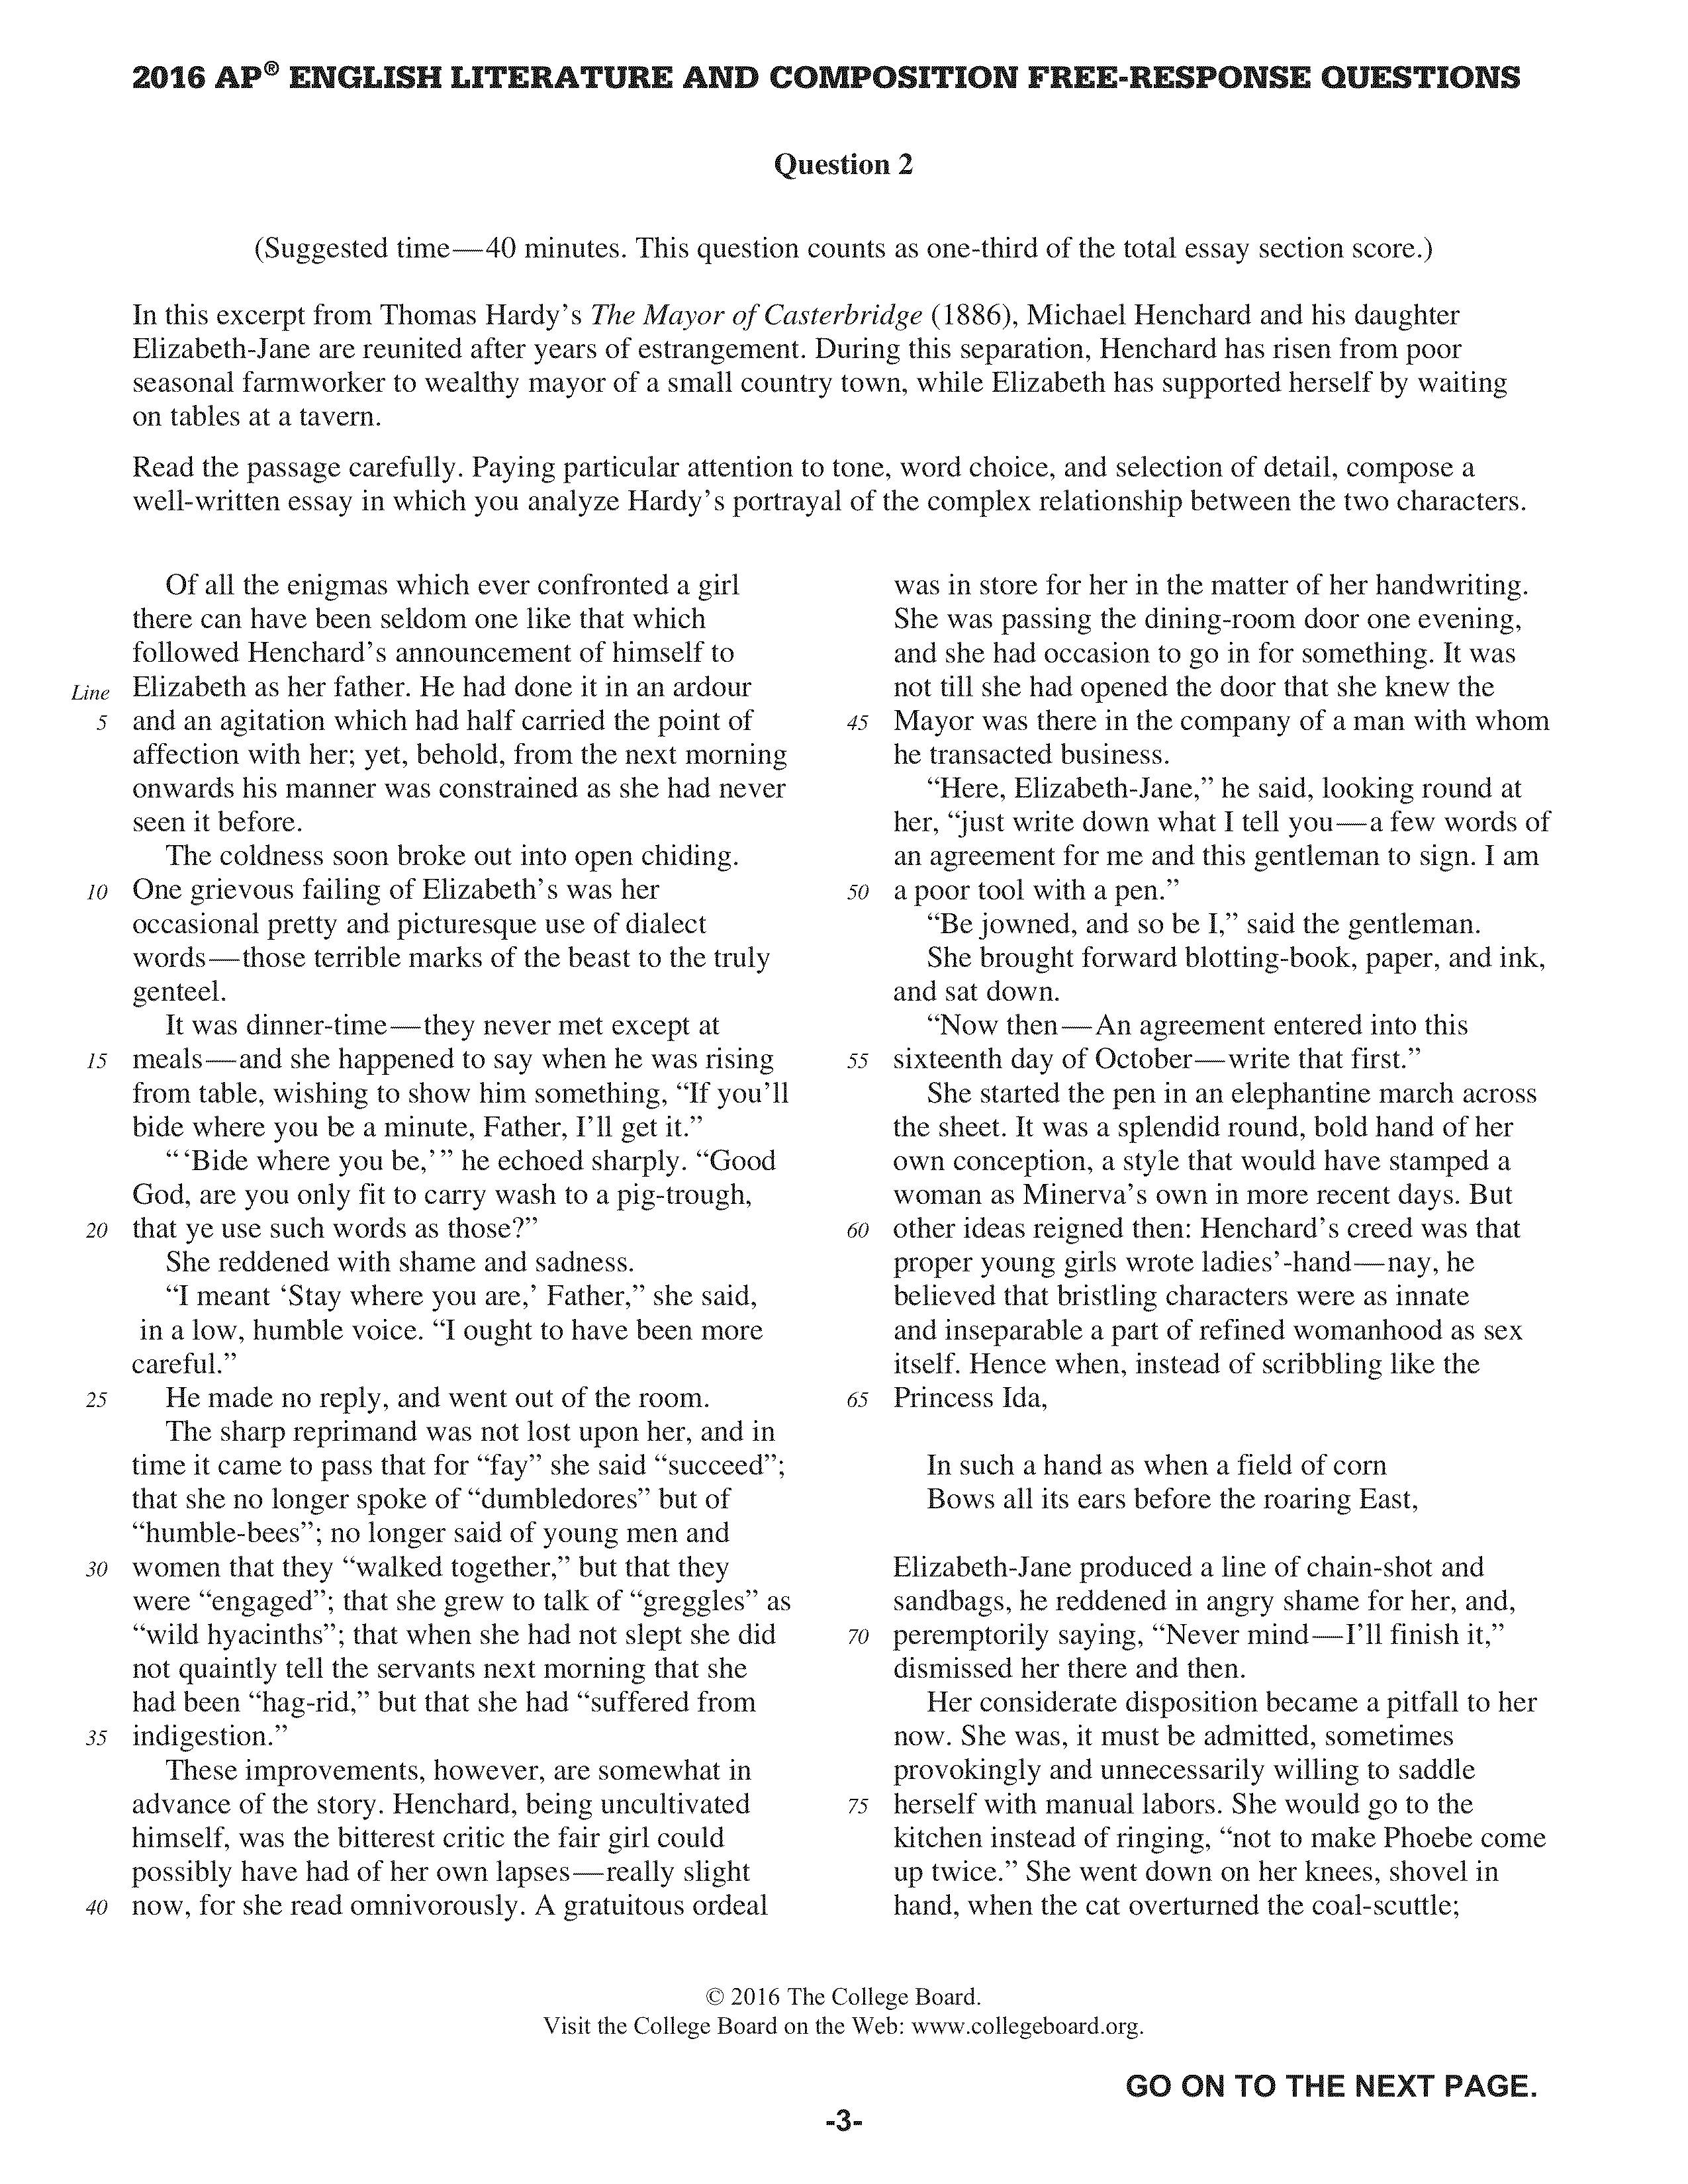 2016 AP® ENGLISH LITERATURE AND COMPOSITION FREE-RESPONSE QUESTIONS
Question 2
(Suggested time—40 minutes. This question counts as one-third of the total essay section score.)
In this excerpt from Thomas Hardy’s The Mayor of Casterbridge (1886), Michael Henchard and his daughter
Elizabeth-Jane are reunited after years of estrangement. During this separation, Henchard has risen from poor
seasonal farmworker to wealthy mayor of a small country town, while Elizabeth has supported herself by waiting
on tables at a tavern.
Read the passage carefully. Paying particular attention to tone, word choice, and selection of detail, compose a
well-written essay in which you analyze Hardy’s portrayal of the complex relationship between the two characters.
Of all the enigmas which ever confronted a girl
there can have been seldom one like that which
followed Henchard’s announcement of himself to
Line Elizabeth as her father. He had done it in an ardour
5 and an agitation which had half carried the point of
affection with her; yet, behold, from the next morning
onwards his manner was constrained as she had never
seen it before.
The coldness soon broke out into open chiding.
10 One grievous failing of Elizabeth’s was her
occasional pretty and picturesque use of dialect
words—those terrible marks of the beast to the truly
genteel.
It was dinner-time—they never met except at
15 meals—and she happened to say when he was rising
from table, wishing to show him something, “If you’ll
bide where you be a minute, Father, I’ll get it.”
“ ‘Bide where you be,’ ” he echoed sharply. “Good
God, are you only fit to carry wash to a pig-trough,
20 that ye use such words as those?”
She reddened with shame and sadness.
“I meant ‘Stay where you are,’ Father,” she said,
in a low, humble voice. “I ought to have been more
careful.”
25 He made no reply, and went out of the room.
The sharp reprimand was not lost upon her, and in
time it came to pass that for “fay” she said “succeed”;
that she no longer spoke of “dumbledores” but of
“humble-bees”; no longer said of young men and
30 women that they “walked together,” but that they
were “engaged”; that she grew to talk of “greggles” as
“wild hyacinths”; that when she had not slept she did
not quaintly tell the servants next morning that she
had been “hag-rid,” but that she had “suffered from
35 indigestion.”
These improvements, however, are somewhat in
advance of the story. Henchard, being uncultivated
himself, was the bitterest critic the fair girl could
possibly have had of her own lapses—really slight
40 now, for she read omnivorously. A gratuitous ordeal
was in store for her in the matter of her handwriting.
She was passing the dining-room door one evening,
and she had occasion to go in for something. It was
not till she had opened the door that she knew the
45 Mayor was there in the company of a man with whom
he transacted business.
“Here, Elizabeth-Jane,” he said, looking round at
her, “just write down what I tell you—a few words of
an agreement for me and this gentleman to sign. I am
50 a poor tool with a pen.”
“Be jowned, and so be I,” said the gentleman.
She brought forward blotting-book, paper, and ink,
and sat down.
“Now then—An agreement entered into this
55 sixteenth day of October—write that first.”
She started the pen in an elephantine march across
the sheet. It was a splendid round, bold hand of her
own conception, a style that would have stamped a
woman as Minerva’s own in more recent days. But
60 other ideas reigned then: Henchard’s creed was that
proper young girls wrote ladies’-hand—nay, he
believed that bristling characters were as innate
and inseparable a part of refined womanhood as sex
itself. Hence when, instead of scribbling like the
65 Princess Ida,
In such a hand as when a field of corn
Bows all its ears before the roaring East,
Elizabeth-Jane produced a line of chain-shot and
sandbags, he reddened in angry shame for her, and,
70 peremptorily saying, “Never mind—I’ll finish it,”
dismissed her there and then.
Her considerate disposition became a pitfall to her
now. She was, it must be admitted, sometimes
provokingly and unnecessarily willing to saddle
75 herself with manual labors. She would go to the
kitchen instead of ringing, “not to make Phoebe come
up twice.” She went down on her knees, shovel in
hand, when the cat overturned the coal-scuttle;
© 2016 The College Board.
Visit the College Board on the Web: www.collegeboard.org.
GO ON TO THE NEXT PAGE.
-3-